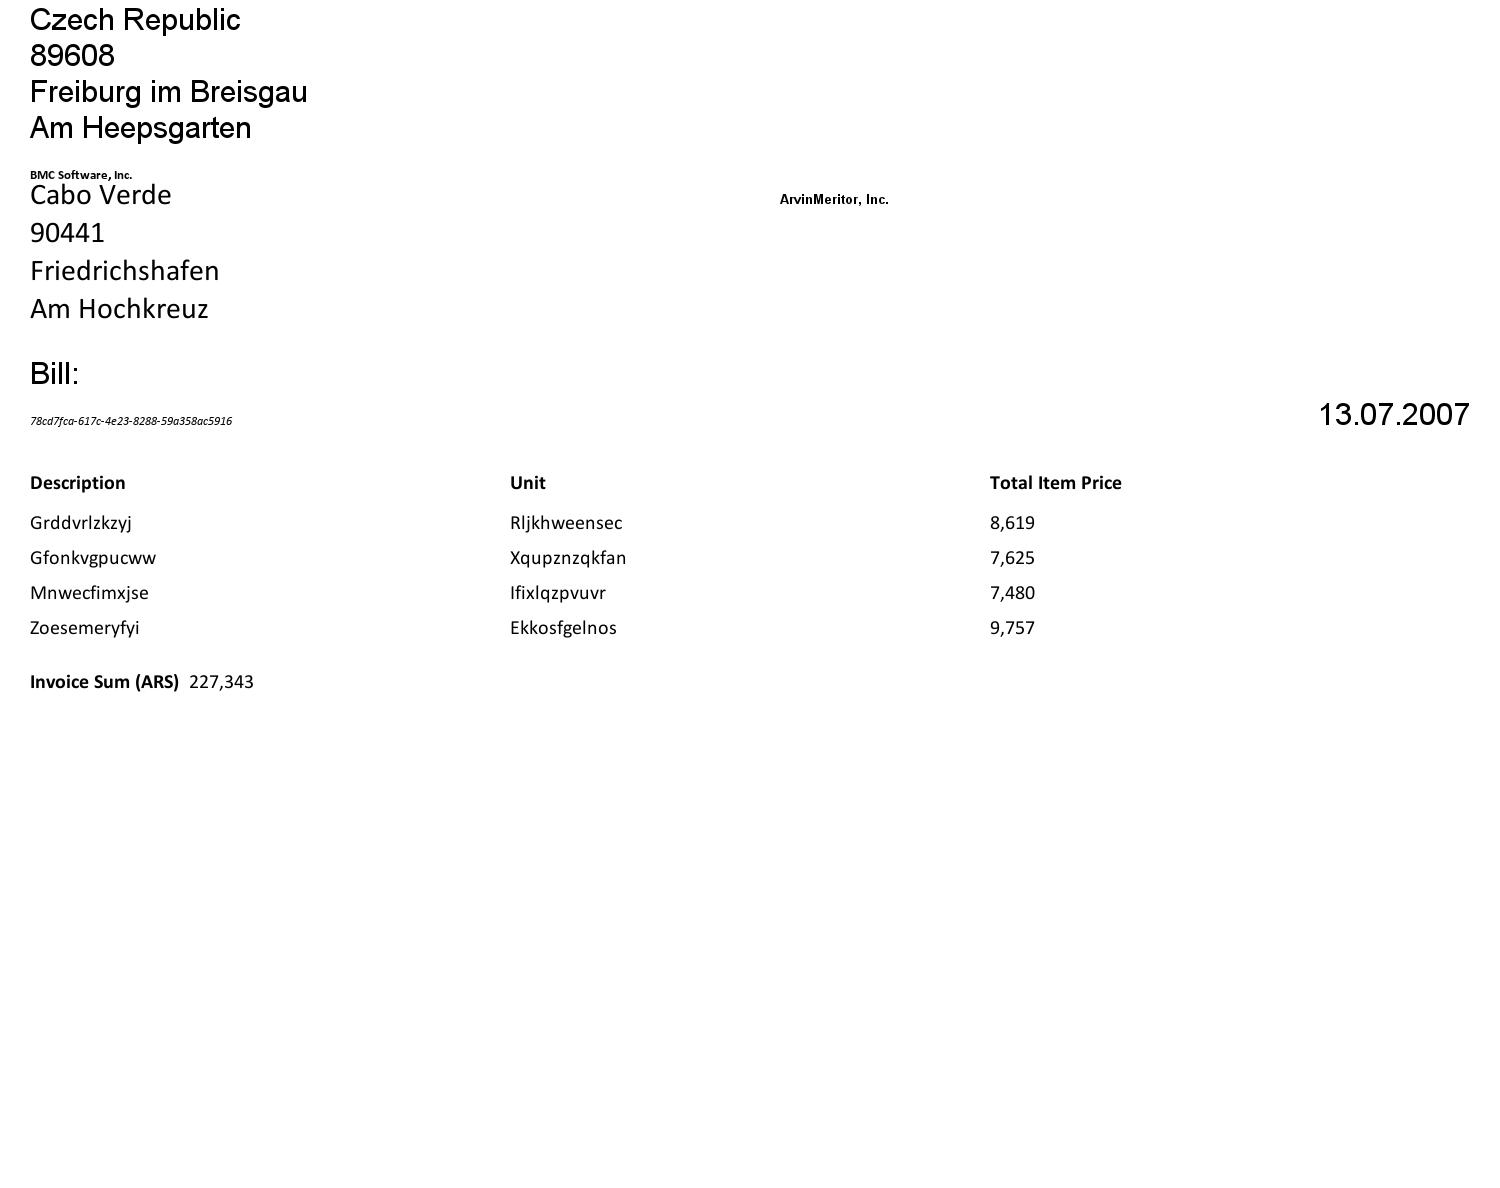 Czech Republic
89608
Freiburg im Breisgau
Am Heepsgarten
BMC Software, Inc.
Cabo Verde
90441
Friedrichshafen
Am Hochkreuz
ArvinMeritor, Inc.
Bill:
78cd7fca-617c-4e23-8288-59a358ac5916
13.07.2007
Description Unit Total Item Price
Grddvrlzkzyj Rljkhweensec 8,619
Gfonkvgpucww Xqupznzqkfan 7,625
Mnwecfimxjse Ifixlqzpvuvr 7,480
Zoesemeryfyi Ekkosfgelnos 9,757
Invoice Sum (ARS) 227,343